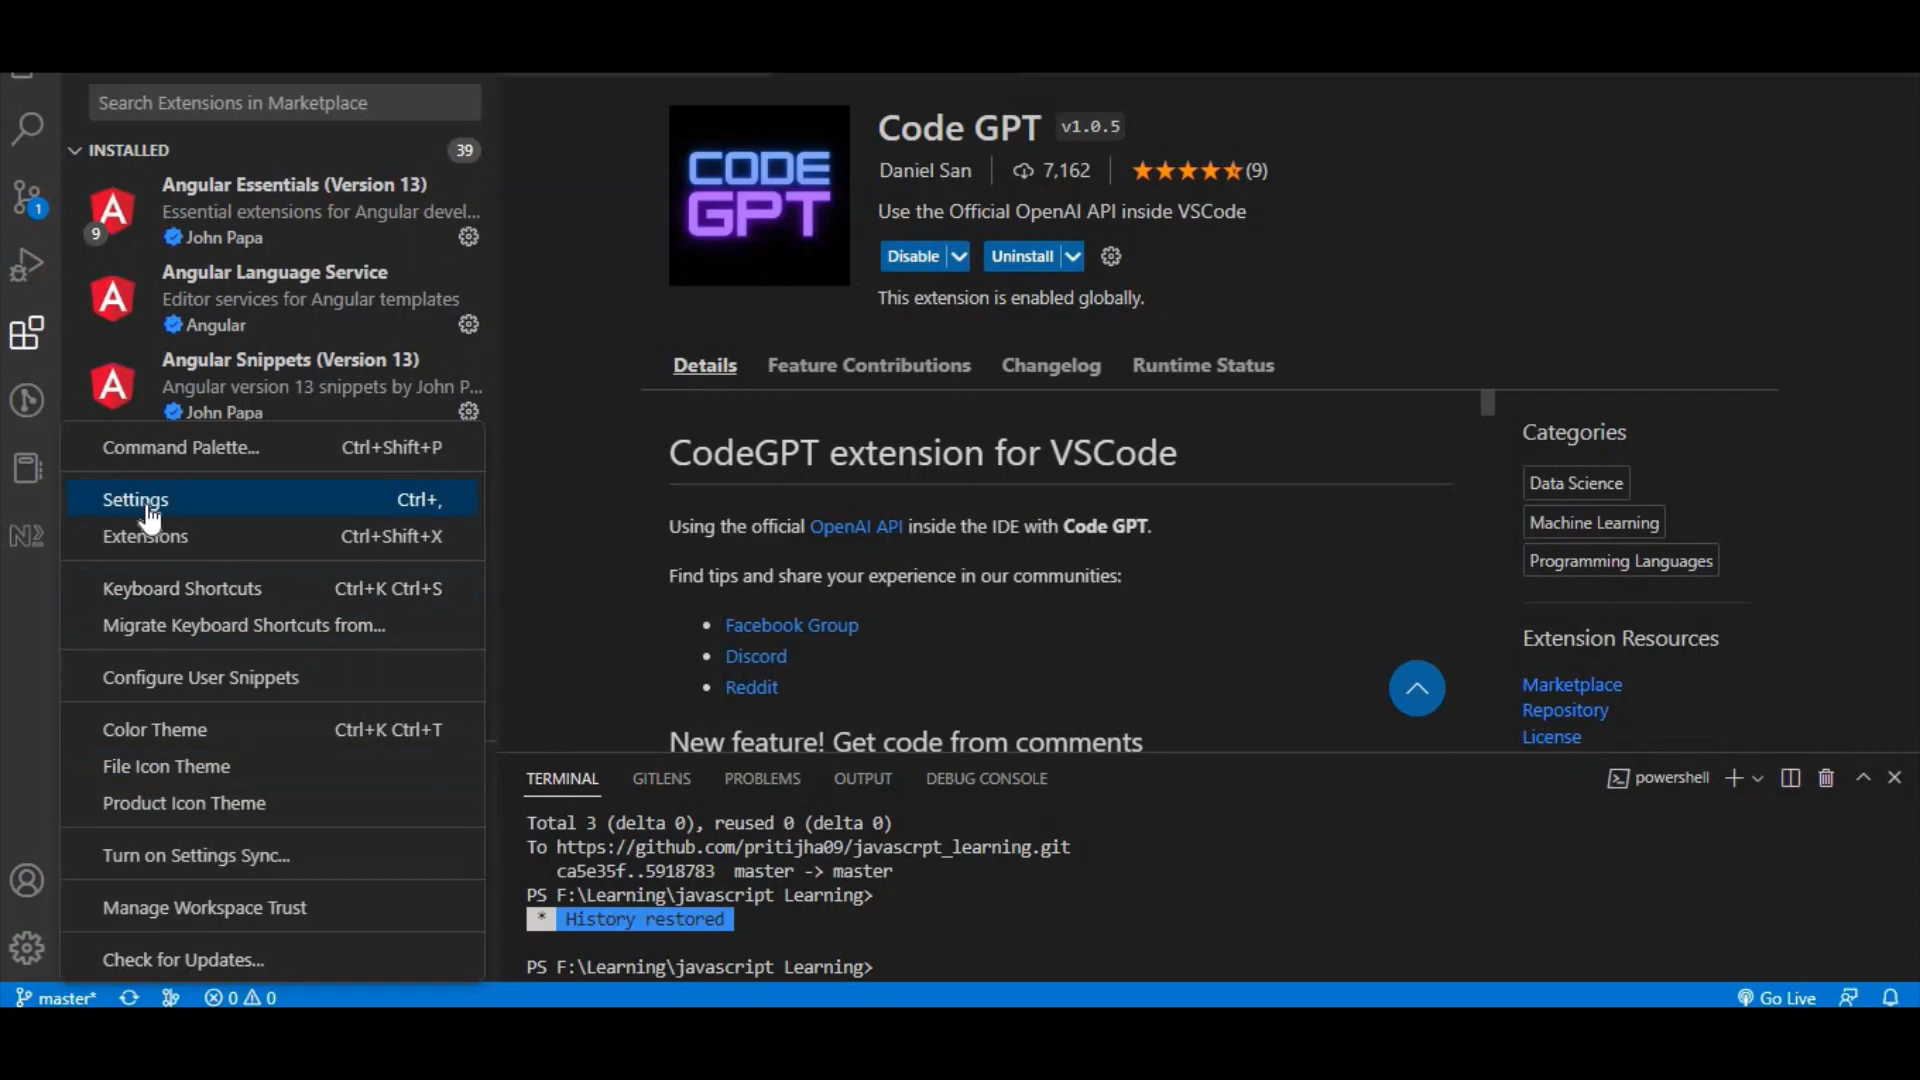 Search Extensions in Marketplace
INSTALLED 39
Angular Essentials (Version 13)
Essential extensions for Angular devel...
9
John Papa
Angular Language Service
Editor services for Angular templates
Angular
Angular Snippets (Version 13)
Angular version 13 snippets by John P...
John Papa
1
Command Palette... Ctrl+Shift+P
Settings Ctrl+,
Extensions Ctrl+Shift+X
Keyboard Shortcuts Ctrl+K Ctrl+S
Migrate Keyboard Shortcuts from...
Configure User Snippets
Color Theme Ctrl+K Ctrl+T
File Icon Theme
Product Icon Theme
Turn on Settings Sync...
Manage Workspace Trust
Check for Updates...
CODE
GPT
Code GPT v1.0.5
Daniel San 7,162 (9)
Use the Official OpenAI API inside VSCode
Disable Uninstall
This extension is enabled globally.
Details Feature Contributions Changelog Runtime Status
CodeGPT extension for VSCode
Using the official OpenAI API inside the IDE with Code GPT.
Find tips and share your experience in our communities:
• Facebook Group
• Discord
• Reddit
New feature! Get code from comments
Categories
Data Science
Machine Learning
Programming Languages
Extension Resources
Marketplace
Repository
License
TERMINAL GITLENS PROBLEMS OUTPUT DEBUG CONSOLE powershell
Total 3 (delta 0), reused 0 (delta 0)
To https://github.com/pritijha09/javascrpt_learning.git
ca5e35f..5918783 master -> master
PS F:\Learning\javascript Learning>
* History restored
PS F:\Learning\javascript Learning>
master* 0 0 Go Live